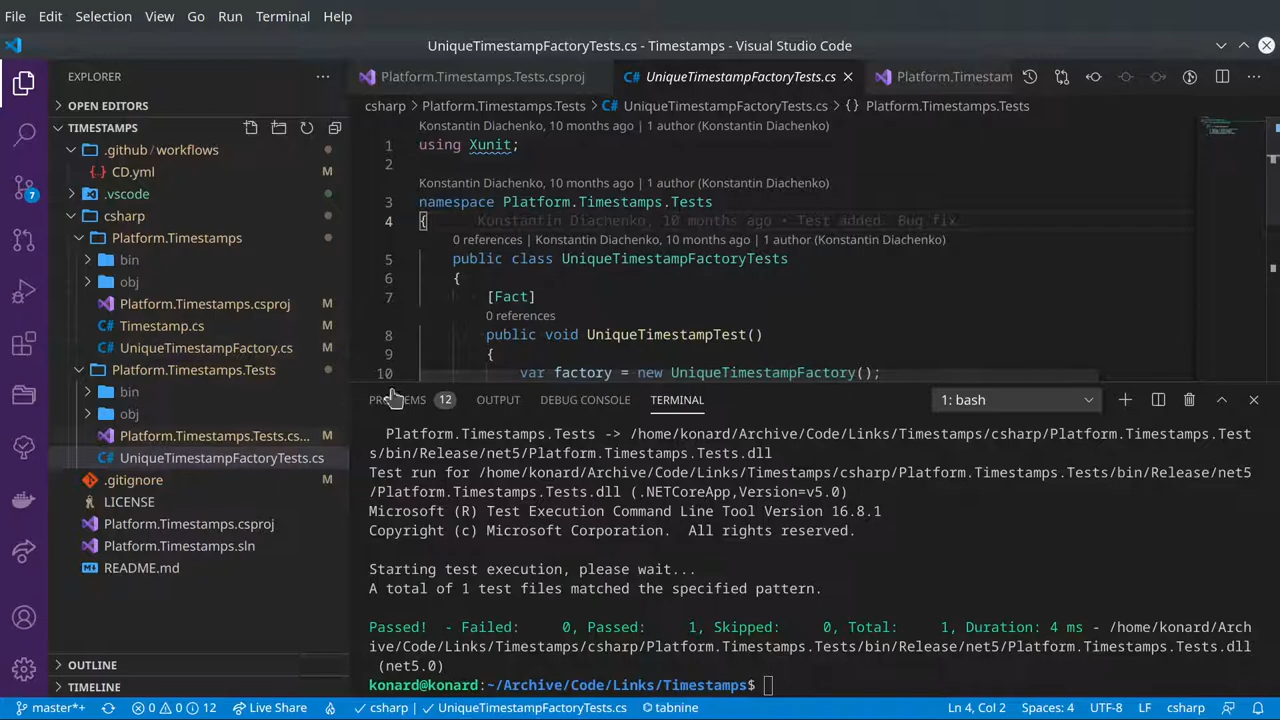 File Edit Selection View Go Run Terminal Help
UniqueTimestampFactoryTests.cs - Timestamps - Visual Studio Code
EXPLORER
Platform.Timestamps.Tests.csproj
UniqueTimestampFactoryTests.cs
Platform.Timestam
OPEN EDITORS
csharp > Platform.Timestamps.Tests > UniqueTimestampFactoryTests.cs > {} Platform.Timestamps.Tests
TIMESTAMPS
.github / workflows
CD.yml M
.vscode
csharp
Platform.Timestamps
bin
obj
Platform.Timestamps.csproj M
Timestamp.cs M
UniqueTimestampFactory.cs M
Platform.Timestamps.Tests
bin
obj
Platform.Timestamps.Tests.cs... M
UniqueTimestampFactoryTests.cs
.gitignore M
LICENSE
Platform.Timestamps.csproj
Platform.Timestamps.sln
README.md
OUTLINE
TIMELINE
7
Konstantin Diachenko, 10 months ago | 1 author (Konstantin Diachenko)
1 using Xunit;
2
Konstantin Diachenko, 10 months ago | 1 author (Konstantin Diachenko)
3 namespace Platform.Timestamps.Tests
4 { Konstantin Diachenko, 10 months ago • Test added. Bug fix
0 references | Konstantin Diachenko, 10 months ago | 1 author (Konstantin Diachenko)
5 public class UniqueTimestampFactoryTests
6 {
7 [Fact]
0 references
8 public void UniqueTimestampTest()
9 {
10 var factory = new UniqueTimestampFactory();
PROBLEMS 12 OUTPUT DEBUG CONSOLE TERMINAL 1: bash
Platform.Timestamps.Tests -> /home/konard/Archive/Code/Links/Timestamps/csharp/Platform.Timestamps.Test
s/bin/Release/net5/Platform.Timestamps.Tests.dll
Test run for /home/konard/Archive/Code/Links/Timestamps/csharp/Platform.Timestamps.Tests/bin/Release/net5
/Platform.Timestamps.Tests.dll (.NETCoreApp,Version=v5.0)
Microsoft (R) Test Execution Command Line Tool Version 16.8.1
Copyright (c) Microsoft Corporation. All rights reserved.
Starting test execution, please wait...
A total of 1 test files matched the specified pattern.
Passed! - Failed: 0, Passed: 1, Skipped: 0, Total: 1, Duration: 4 ms - /home/konard/Arch
ive/Code/Links/Timestamps/csharp/Platform.Timestamps.Tests/bin/Release/net5/Platform.Timestamps.Tests.dll
(net5.0)
konard@konard:~/Archive/Code/Links/Timestamps$
master*+ 0 0 12 Live Share csharp | UniqueTimestampFactoryTests.cs tabnine Ln 4, Col 2 Spaces: 4 UTF-8 LF csharp